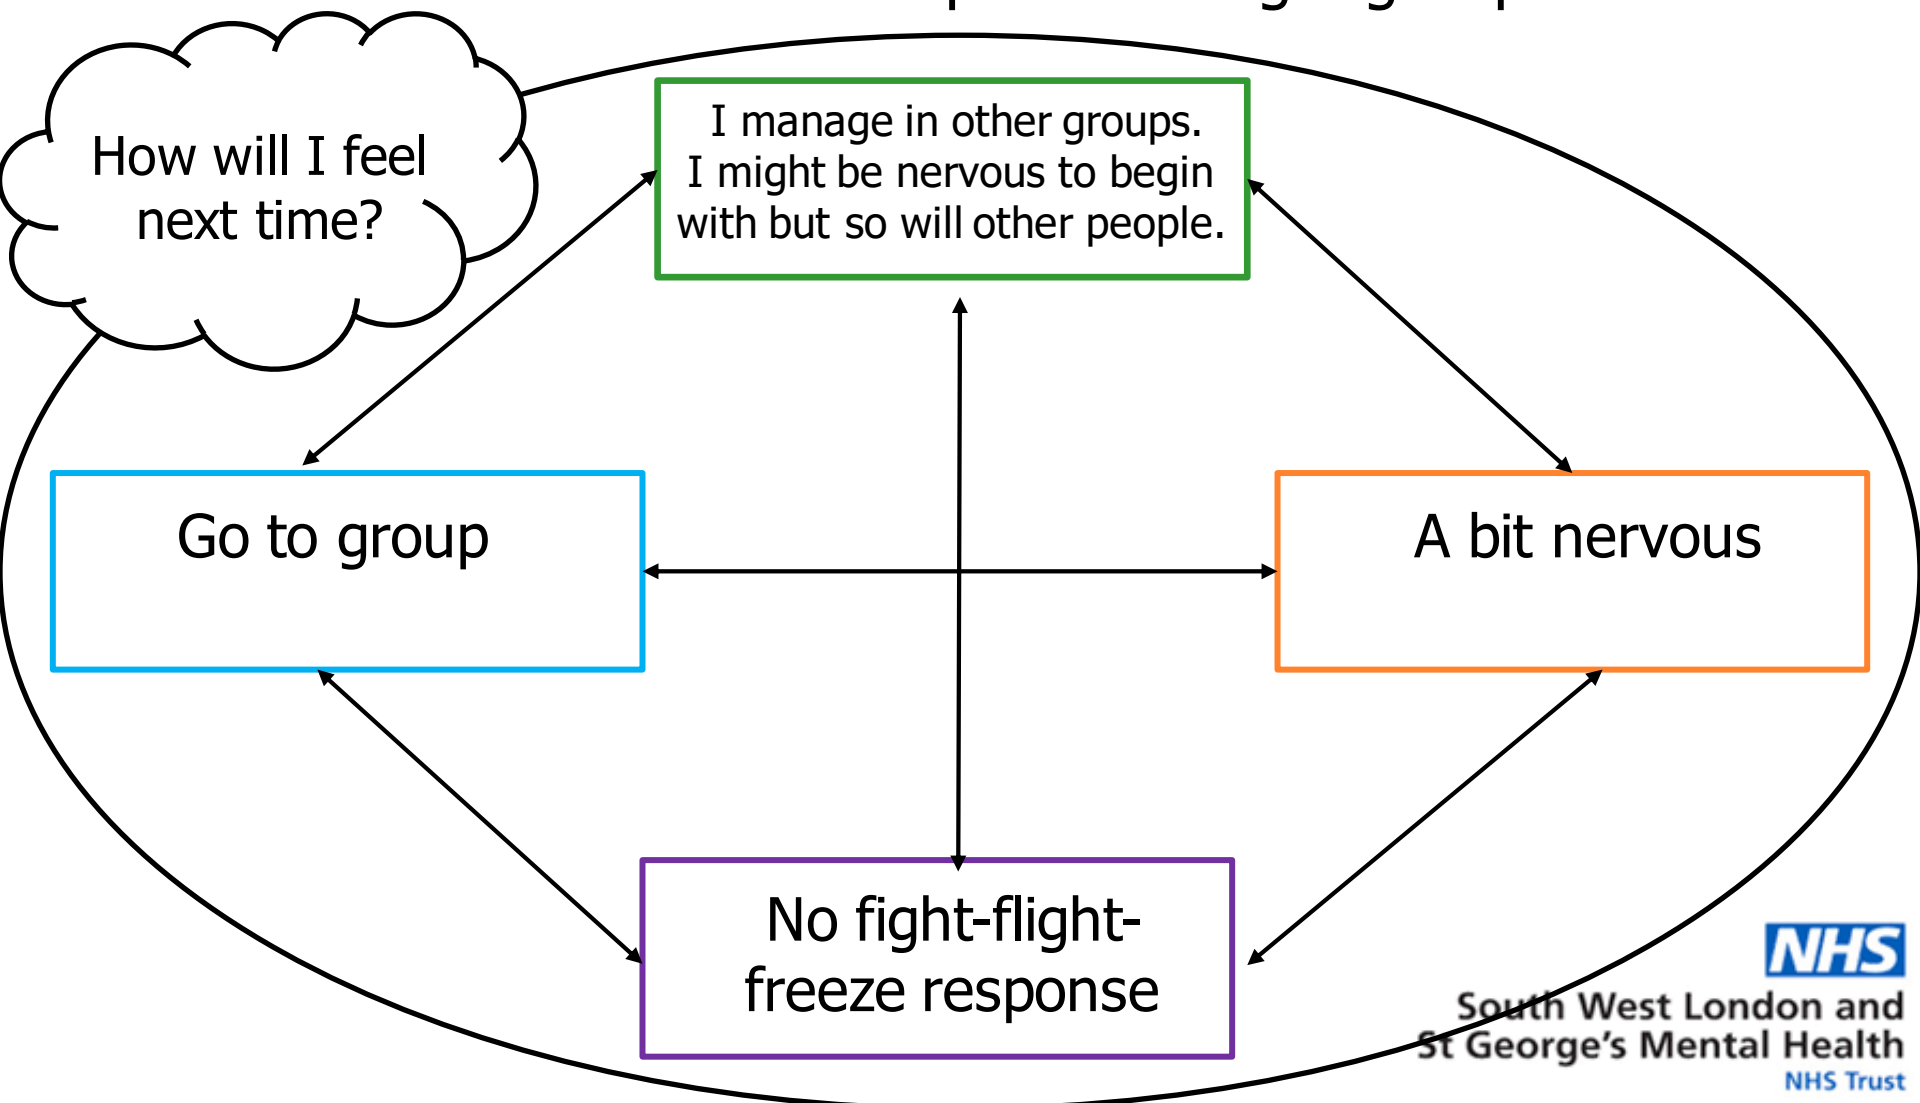 How will I feel
next time?
I manage in other groups.
I might be nervous to begin
with but so will other people.
Go to group
A bit nervous
No fight-flight-
freeze response
NHS
South West London and
St George's Mental Health
NHS Trust